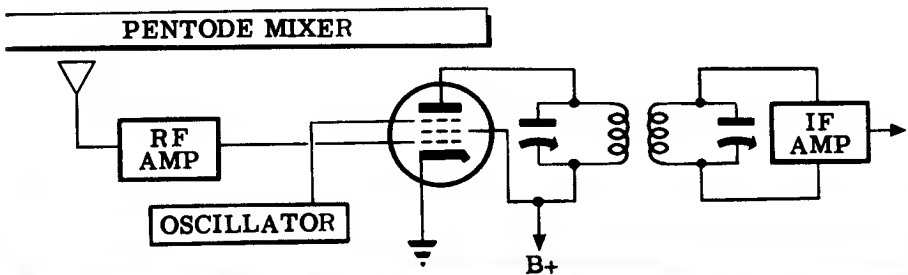 PENTODE MIXER
RF
AMP
OSCILLATOR
IF
AMP
B+